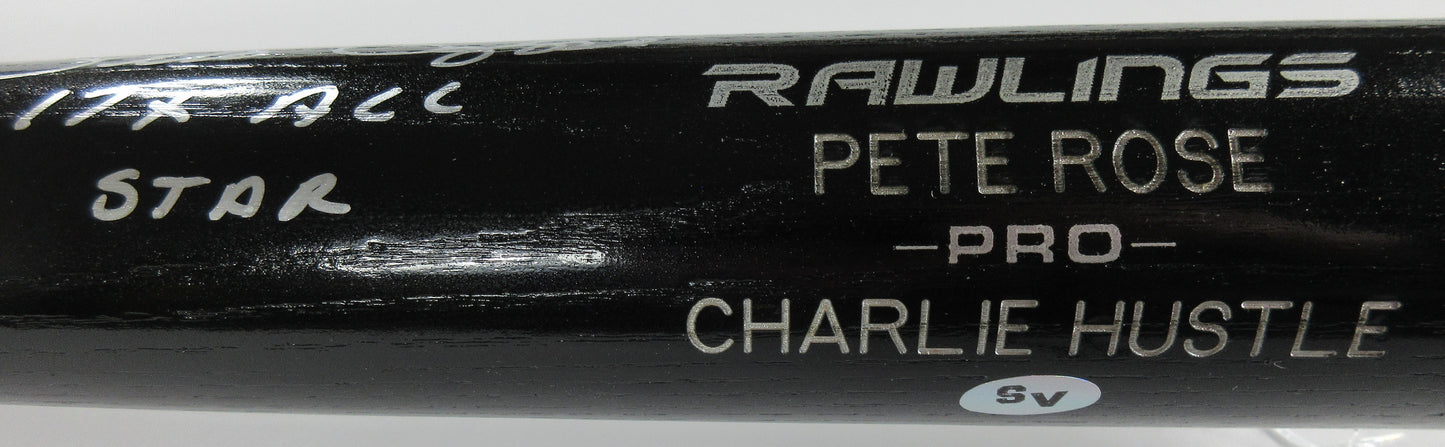 17X ALL
STAR
RAWLINGS
PETE ROSE
-PRO-
CHARLIE HUSTLE
SV